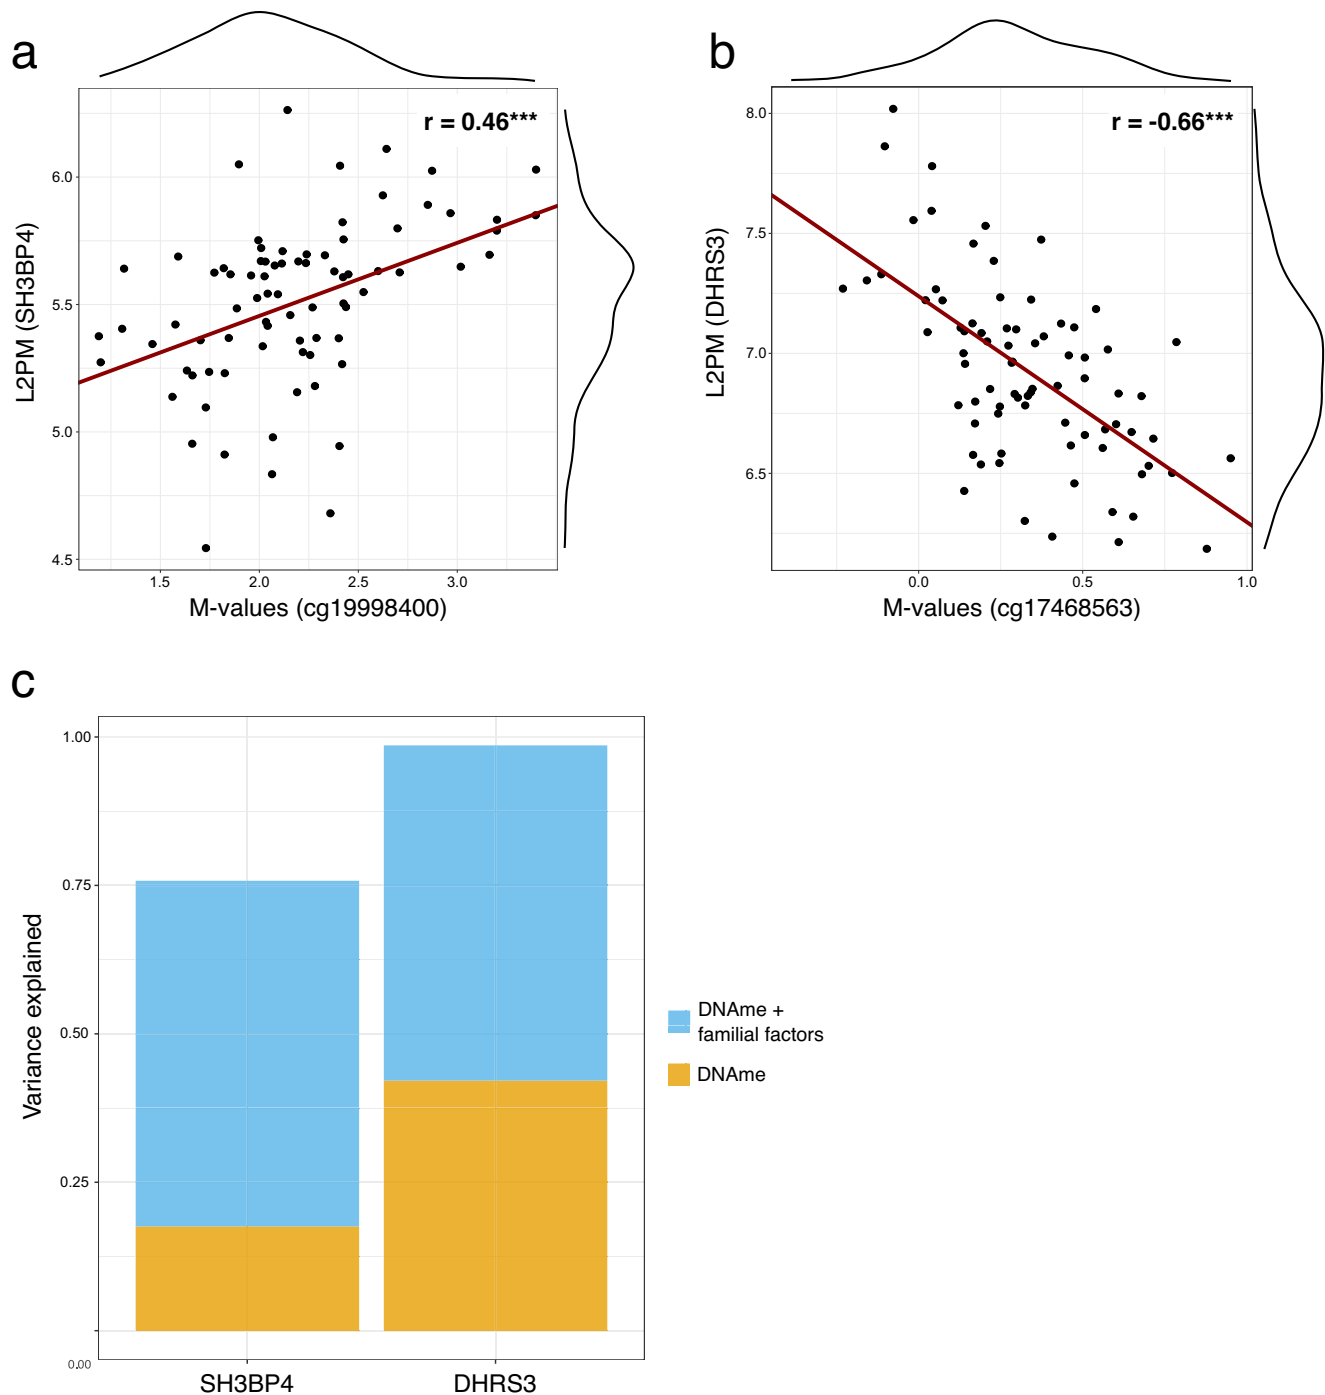 a
r = 0.46***
L2PM (SH3BP4)
6.0
5.5
5.0
4.5
1.5 2.0 2.5 3.0
M-values (cg19998400)
b
r = -0.66***
L2PM (DHRS3)
8.0
7.5
7.0
6.5
0.0 0.5 1.0
M-values (cg17468563)
c
Variance explained
1.00
0.75
0.50
0.25
0.00
SH3BP4 DHRS3
DNAme +
familial factors
DNAme